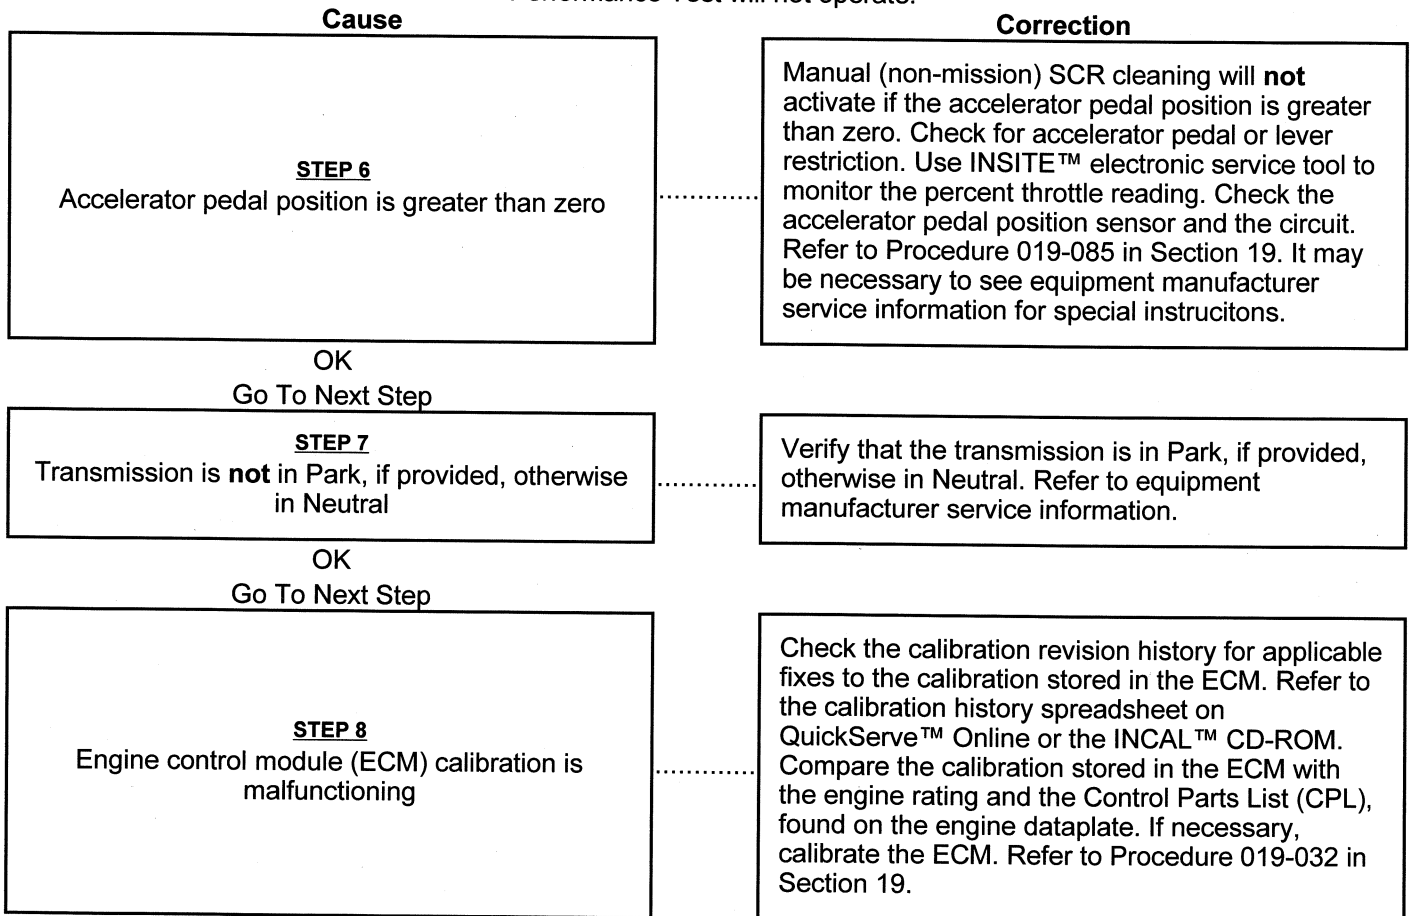 Performance Test will not operate.
Cause
Correction
STEP 6
Accelerator pedal position is greater than zero
Manual (non-mission) SCR cleaning will not
activate if the accelerator pedal position is greater
than zero. Check for accelerator pedal or lever
restriction. Use INSITE™ electronic service tool to
monitor the percent throttle reading. Check the
accelerator pedal position sensor and the circuit.
Refer to Procedure 019-085 in Section 19. It may
be necessary to see equipment manufacturer
service information for special instrucitons.
OK
Go To Next Step
STEP 7
Transmission is not in Park, if provided, otherwise
in Neutral
Verify that the transmission is in Park, if provided,
otherwise in Neutral. Refer to equipment
manufacturer service information.
OK
Go To Next Step
STEP 8
Engine control module (ECM) calibration is
malfunctioning
Check the calibration revision history for applicable
fixes to the calibration stored in the ECM. Refer to
the calibration history spreadsheet on
QuickServe™ Online or the INCAL™ CD-ROM.
Compare the calibration stored in the ECM with
the engine rating and the Control Parts List (CPL),
found on the engine dataplate. If necessary,
calibrate the ECM. Refer to Procedure 019-032 in
Section 19.